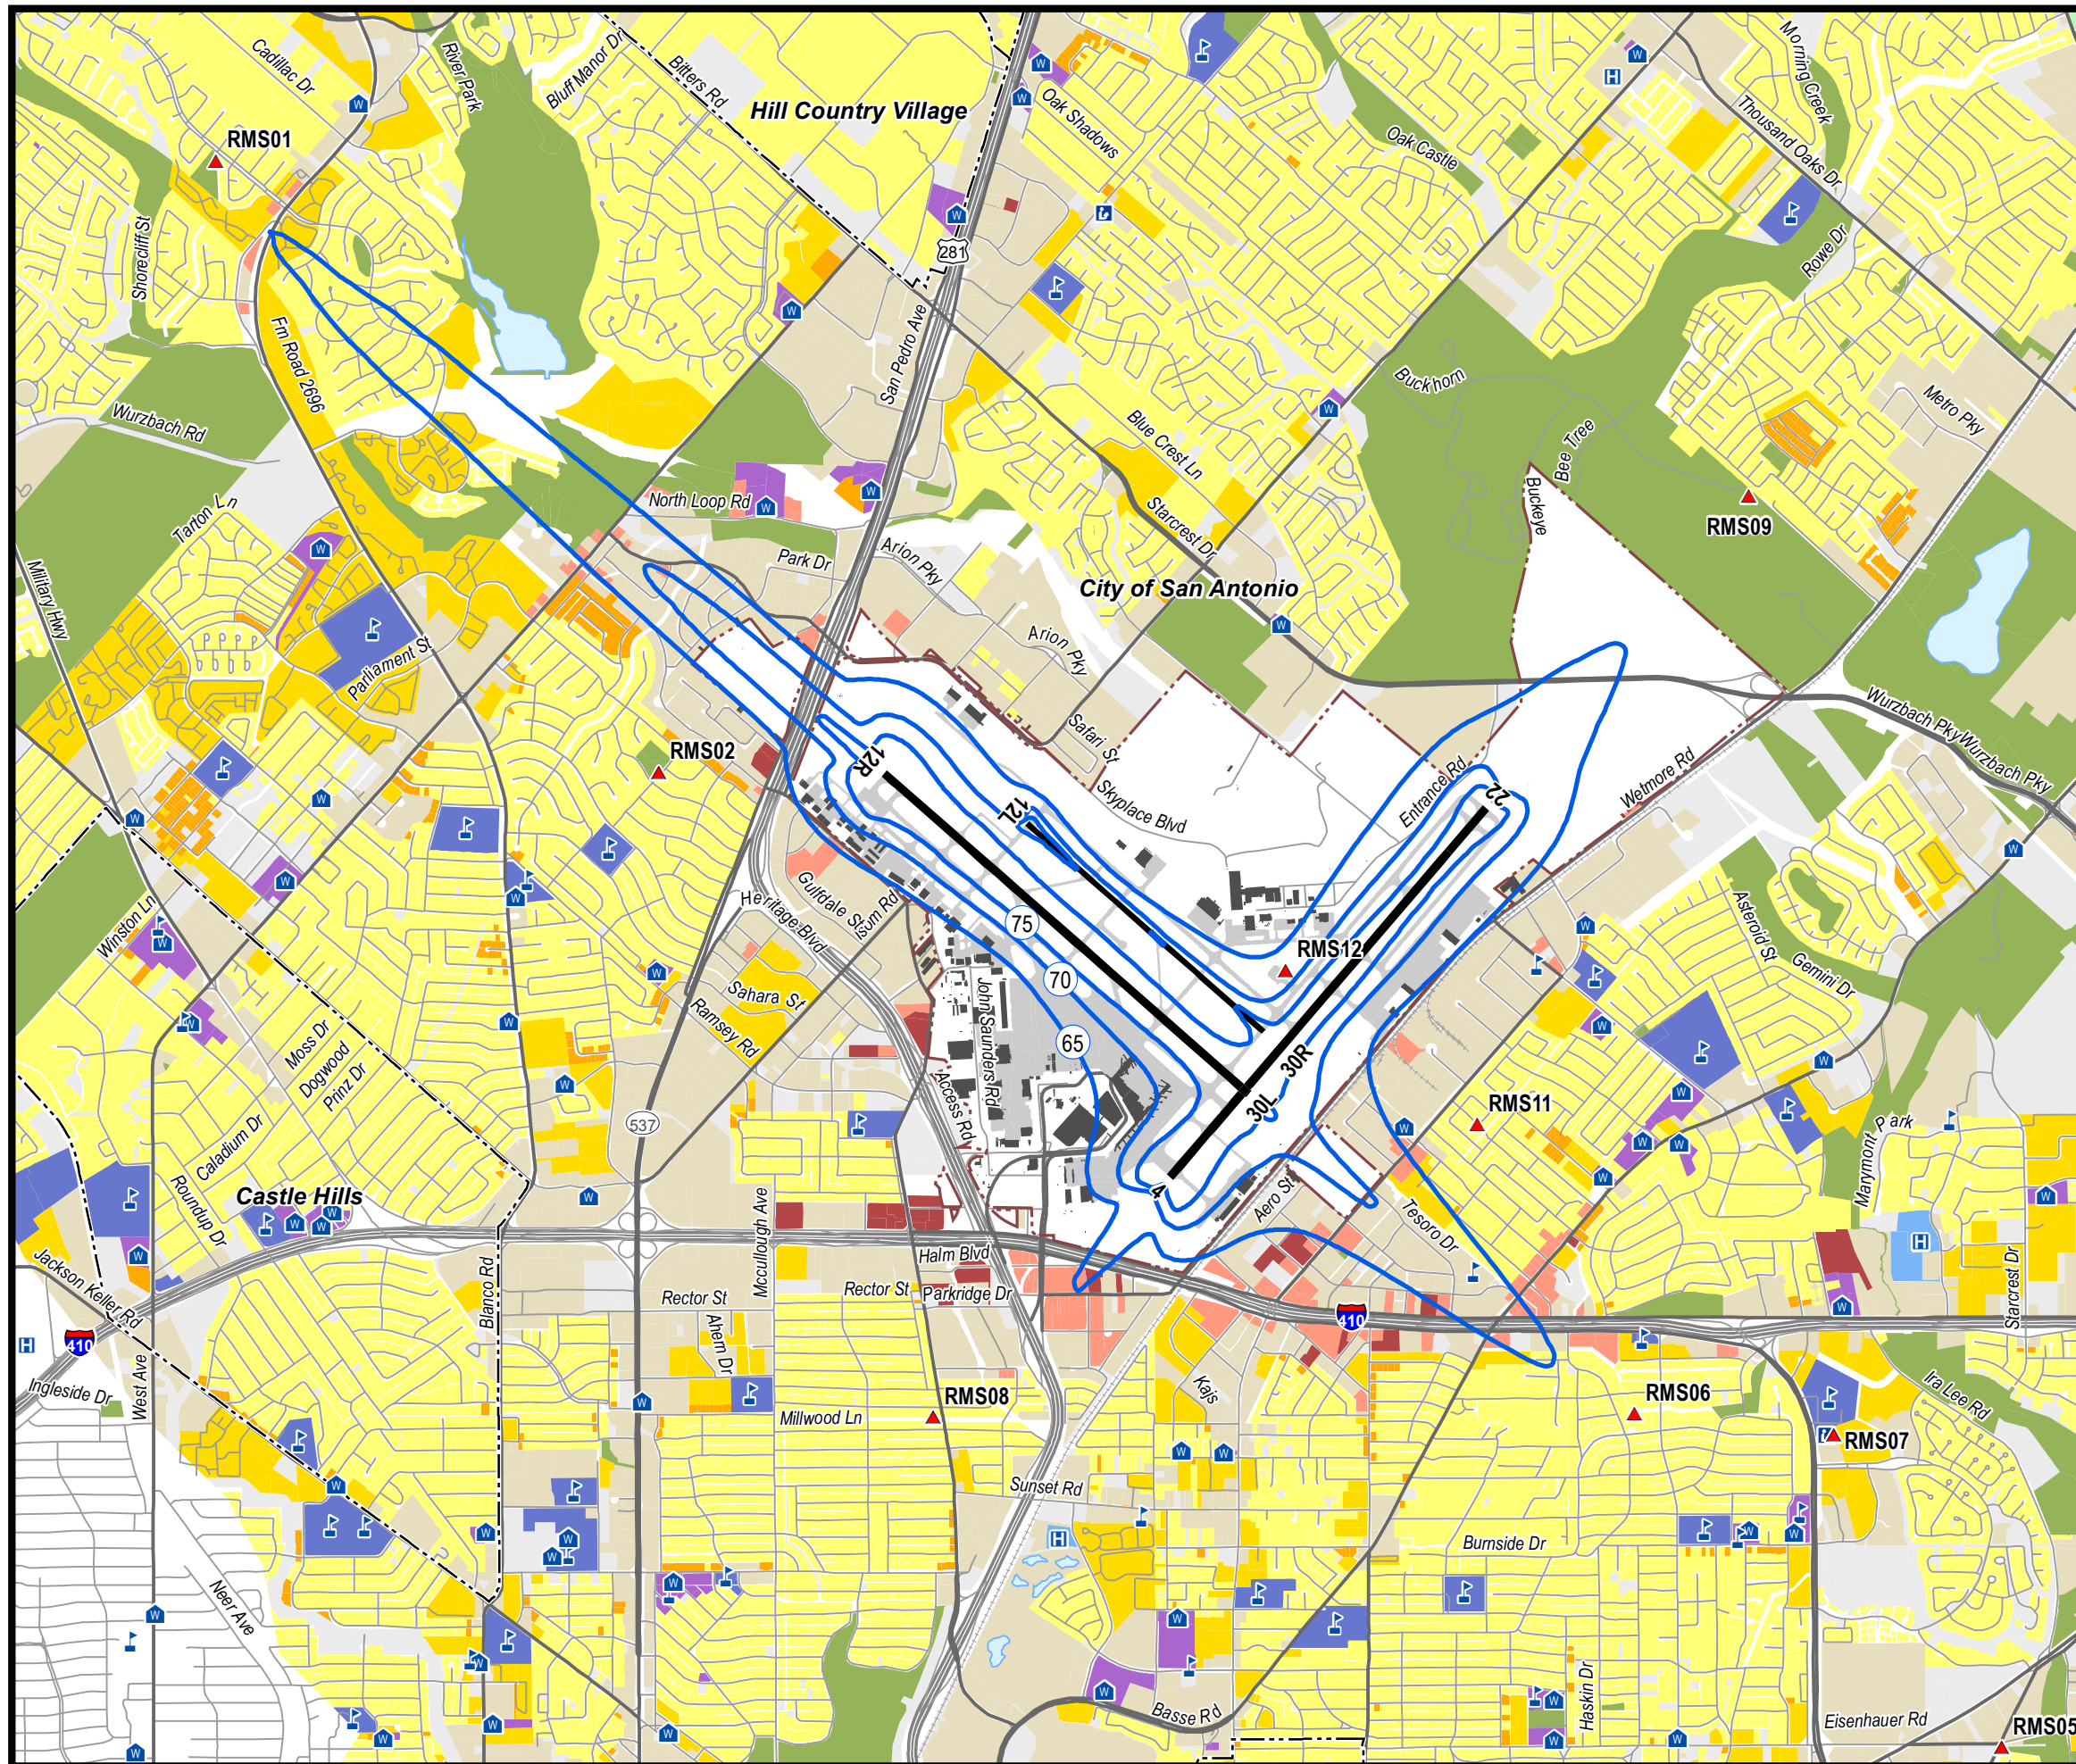 Cadillac Dr
River Park
Bluff Manor Dr
Bitters Rd
Hill Country Village
Oak Shadows
Oak Castle
Morning Creek
Thousand Oaks Dr
RMS01
Shorecliff St
Rowe Dr
281
San Pedro Ave
Fm Road 2696
Wurzbach Rd
Buckhorn
Metro Pky
Blue Crest Ln
Bee Tree
Buckeye
Tarton Ln
North Loop Rd
Starcrest Dr
RMS09
Military Hwy
Park Dr
Arion Pky
City of San Antonio
Arion Pky
Parliament St
Safari St
Wurzbach Pky
Wurzbach Pky
RMS02
12R
12L
Skyplace Blvd
Entrance Rd
22
Wetmore Rd
Winston Ln
Gulfdale St
Isom Rd
Heritage Blvd
75
Asteroid St
Gemini Dr
RMS12
70
Sahara St
Ramsey Rd
John Saunders Rd
65
Moss Dr
Dogwood
Prinz Dr
30R
30L
Access Rd
RMS11
537
Caladium Dr
Marymont Park
Castle Hills
Roundup Dr
4
Aero St
Tesoro Dr
Mccullough Ave
Halm Blvd
Jackson Keller Rd
Blanco Rd
Rector St
Rector St
Parkridge Dr
Starcrest Dr
410
410
Ahern Dr
West Ave
Ingleside Dr
Kajs
RMS08
Millwood Ln
RMS06
Ira Lee Rd
RMS07
Sunset Rd
Burnside Dr
Neer Ave
Haskin Dr
Basse Rd
Eisenhauer Rd
RMS05